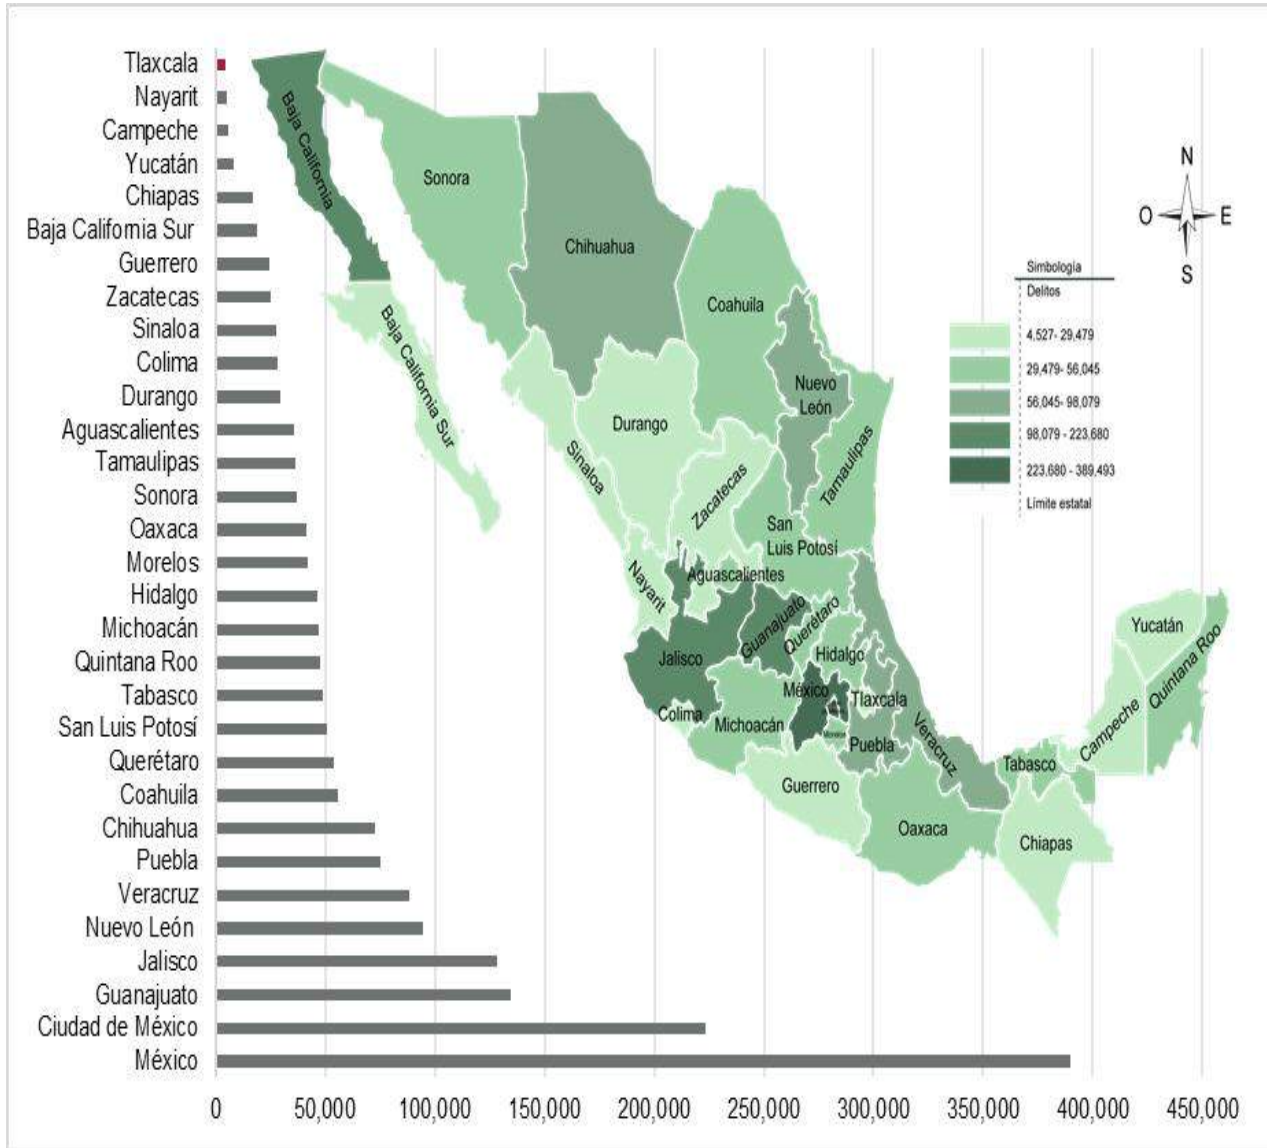 Tlaxcala
Nayarit
Campeche
Yucatán
Chiapas
Baja California Sur
Guerrero
Zacatecas
Sinaloa
Colima
Durango
Aguascalientes
Tamaulipas
Sonora
Oaxaca
Morelos
Hidalgo
Michoacán
Quintana Roo
Tabasco
San Luis Potosí
Querétaro
Coahuila
Chihuahua
Puebla
Veracruz
Nuevo León
Jalisco
Guanajuato
Ciudad de México
México
0 50,000 100,000 150,000 200,000 250,000 300,000 350,000 400,000 450,000
Baja California
Sonora
Chihuahua
Coahuila
Baja California Sur
Nuevo
León
Durango
Sinaloa
Zacatecas
Tamaulipas
San
Luis Potosí
Nayarit
Aguascalientes
Guanajuato
Querétaro
Jalisco
Hidalgo
México
Tlaxcala
Colima
Michoacán
Morelos
Puebla
Veracruz
Guerrero
Oaxaca
Tabasco
Chiapas
Campeche
Yucatán
Quintana Roo
N
O E
S
Simbología
Delitos
4,527- 29,479
29,479- 56,045
56,045- 98,079
98,079 - 223,680
223,680 - 389,493
Límite estatal